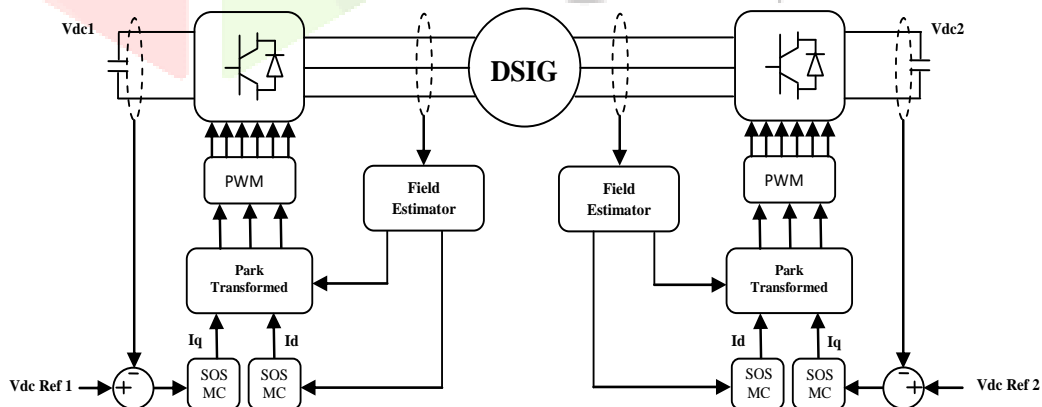 Vdc1
Vdc2
DSIG
PWM
PWM
Field
Estimator
Field
Estimator
Park
Transformed
Park
Transformed
Iq
Id
Id
Iq
Vdc Ref 1
SOS
MC
SOS
MC
SOS
MC
SOS
MC
Vdc Ref 2